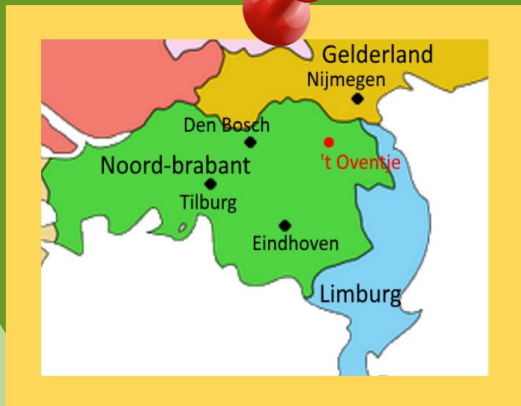 Gelderland
Nijmegen
Den Bosch
't Oventje
Noord-brabant
Tilburg
Eindhoven
Limburg